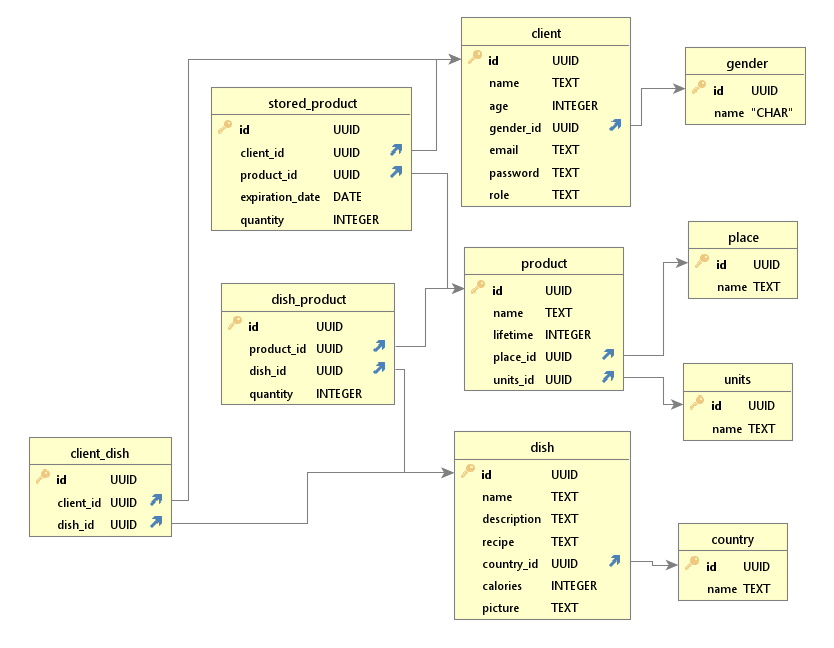 client
id UUID
name TEXT
age INTEGER
gender_id UUID
email TEXT
password TEXT
role TEXT
gender
id UUID
name "CHAR"
stored_product
id UUID
client_id UUID
product_id UUID
expiration_date DATE
quantity INTEGER
product
id UUID
name TEXT
lifetime INTEGER
place_id UUID
units_id UUID
place
id UUID
name TEXT
dish_product
id UUID
product_id UUID
dish_id UUID
quantity INTEGER
units
id UUID
name TEXT
client_dish
id UUID
client_id UUID
dish_id UUID
dish
id UUID
name TEXT
description TEXT
recipe TEXT
country_id UUID
calories INTEGER
picture TEXT
country
id UUID
name TEXT